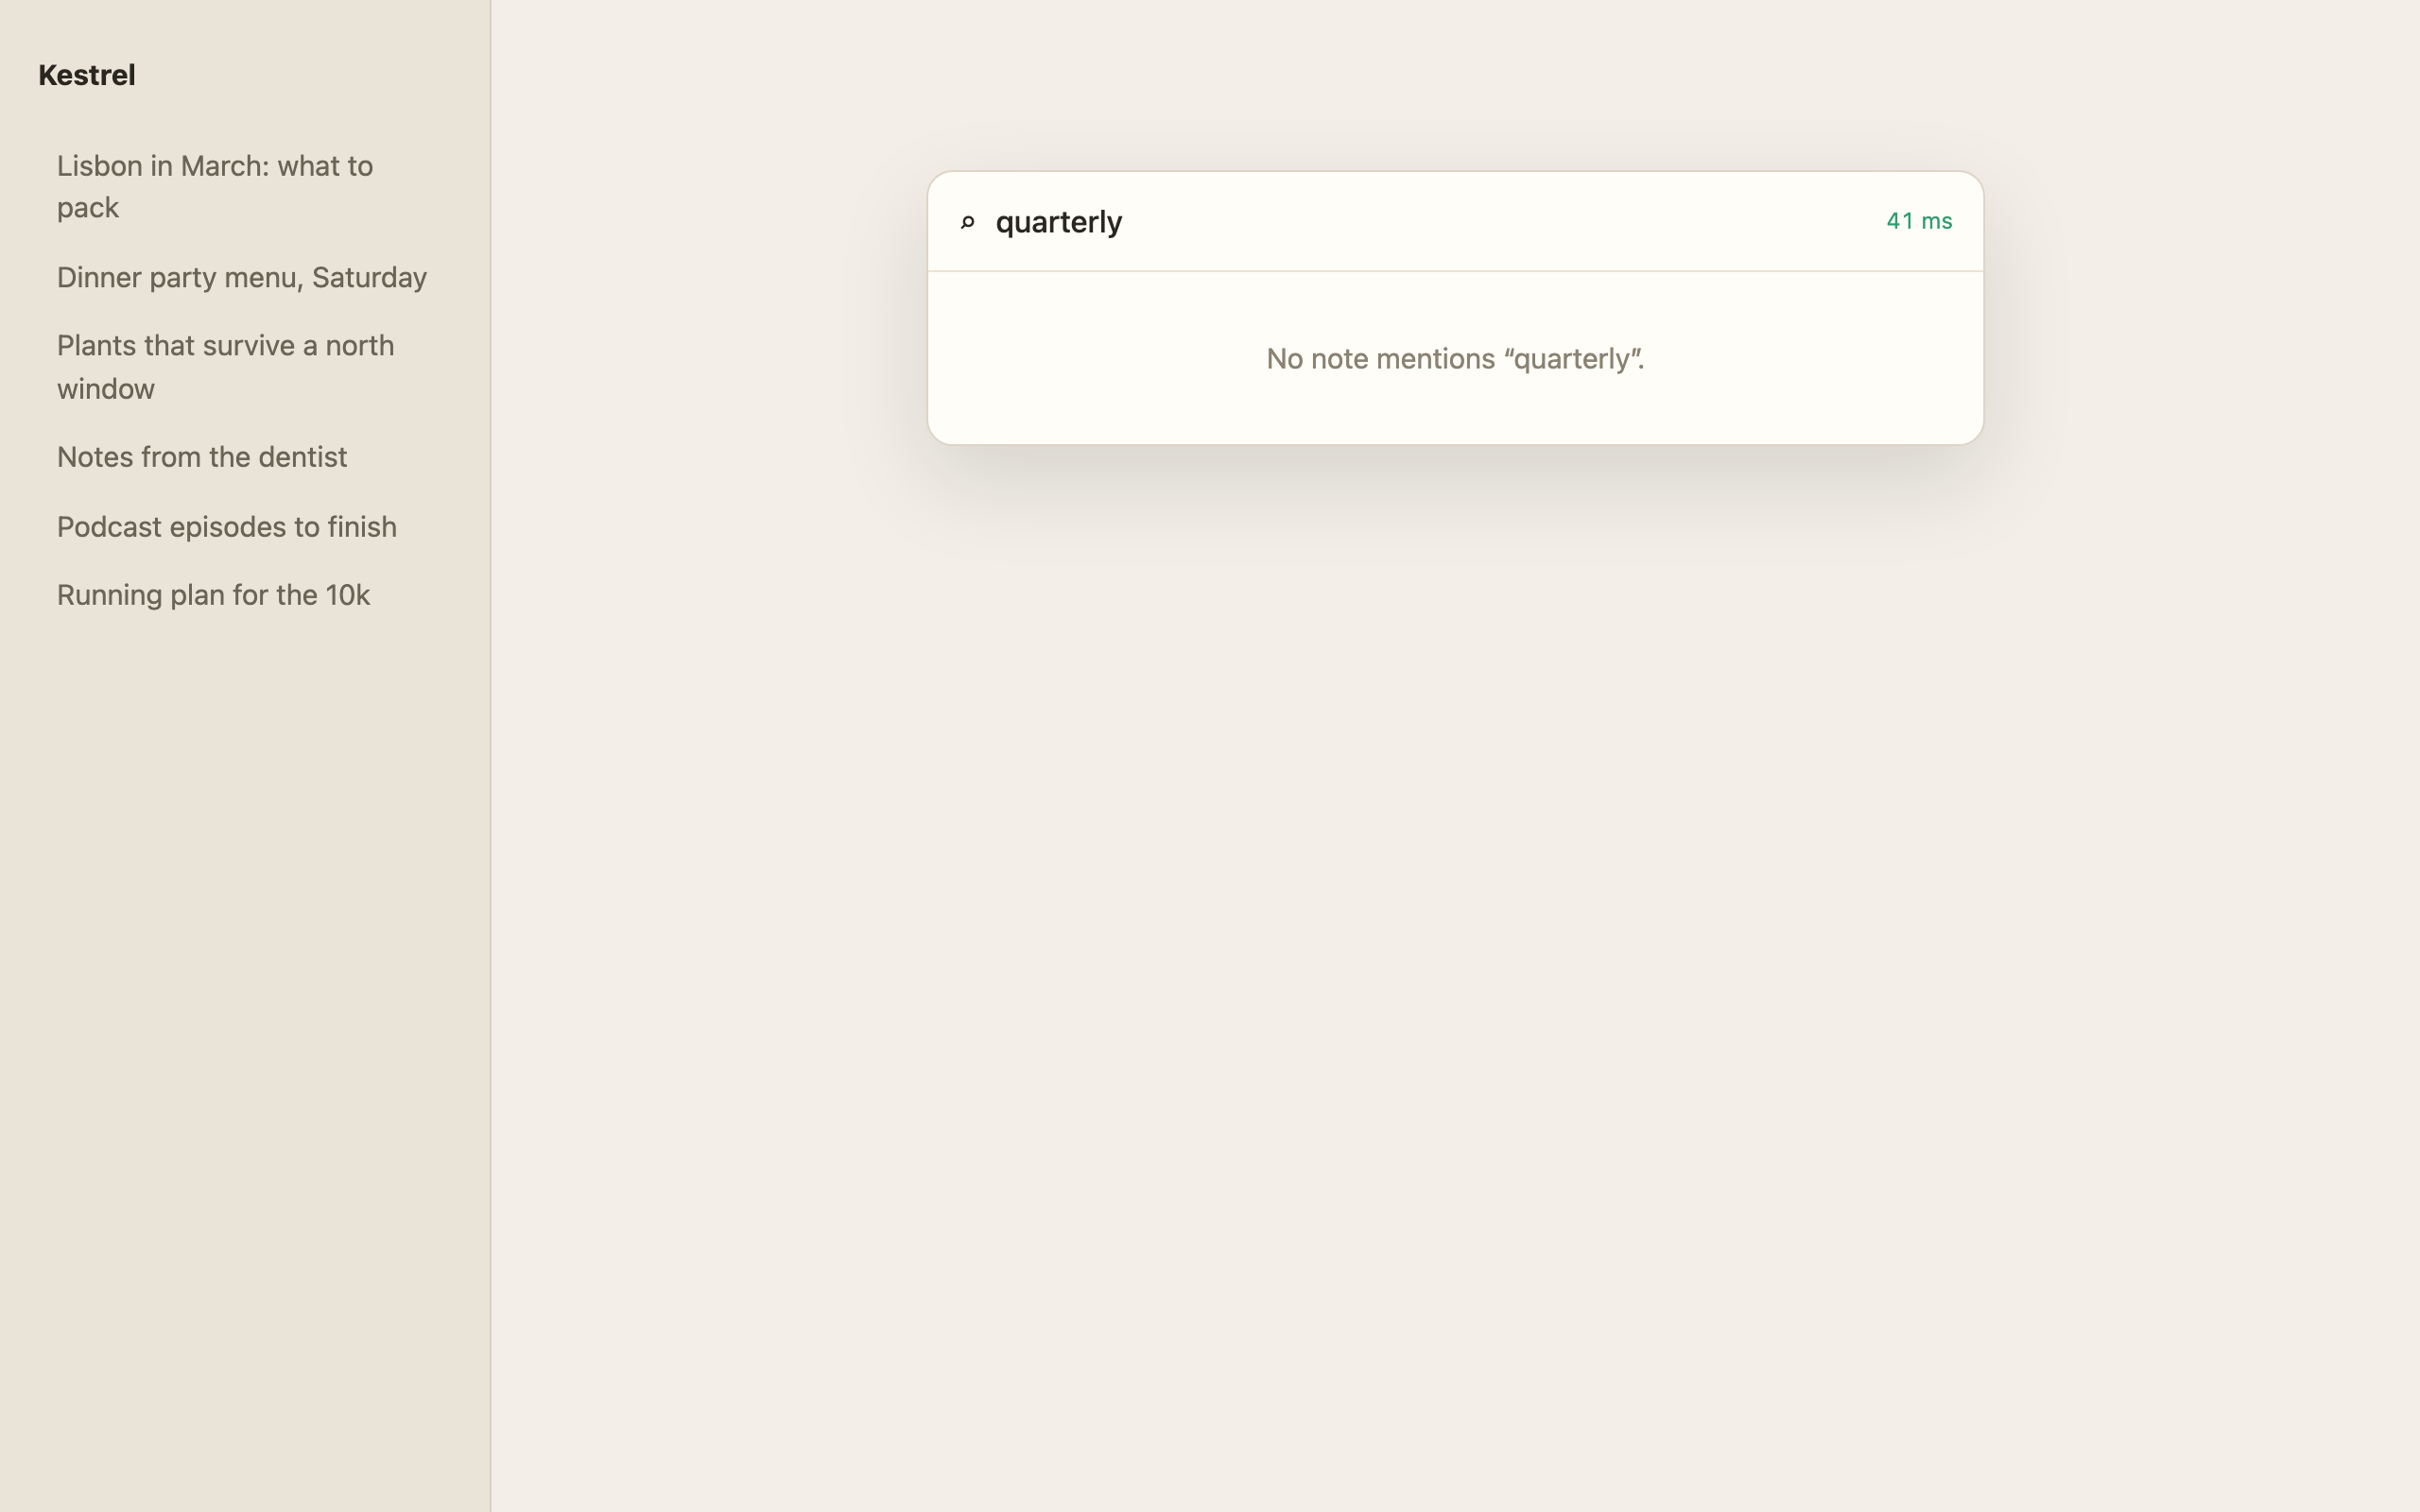 Kestrel
Lisbon in March: what to
pack
Dinner party menu, Saturday
Plants that survive a north
window
Notes from the dentist
Podcast episodes to finish
Running plan for the 10k
quarterly
41 ms
No note mentions “quarterly”.